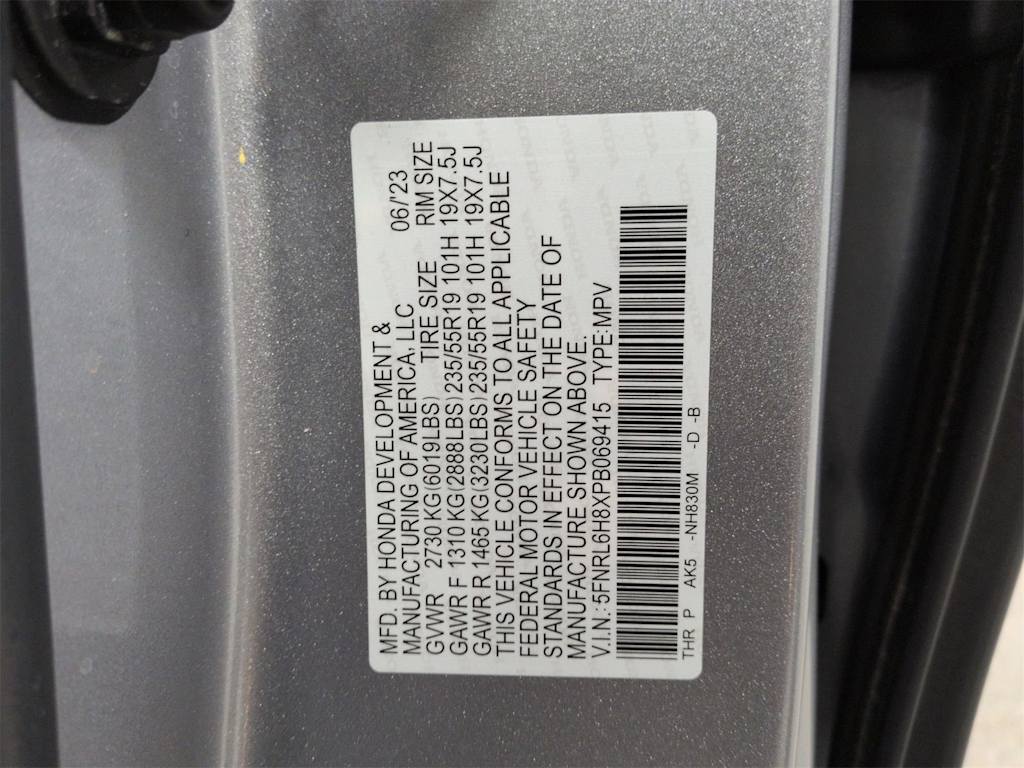 MFD. BY HONDA DEVELOPMENT &
MANUFACTURING OF AMERICA, LLC 06/'23
GVWR 2730 KG(6019LBS) TIRE SIZE RIM SIZE
GAWR F 1310 KG(2888LBS)235/55R19 101H 19X7.5J
GAWR R 1465 KG(3230LBS)235/55R19 101H 19X7.5J
THIS VEHICLE CONFORMS TO ALL APPLICABLE
FEDERAL MOTOR VEHICLE SAFETY
STANDARDS IN EFFECT ON THE DATE OF
MANUFACTURE SHOWN ABOVE.
V.I.N.: 5FNRL6H8XPB069415 TYPE:MPV
THR P AK5 -NH830M -D -B